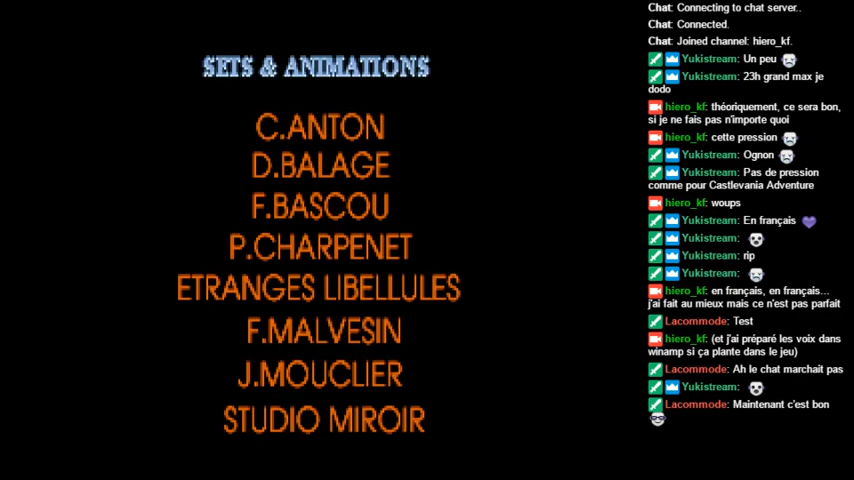 SETS & ANIMATIONS
C.ANTON
D.BALAGE
F.BASCOU
P.CHARPENET
ETRANGES LIBELLULES
F.MALVESIN
J.MOUCLIER
STUDIO MIROIR
Chat: Connecting to chat server..
Chat: Connected.
Chat: Joined channel: hiero_kf.
Yukistream: Un peu
Yukistream: 23h grand max je
dodo
hiero_kf: théoriquement, ce sera bon,
si je ne fais pas n'importe quoi
hiero_kf: cette pression
Yukistream: Ognon
Yukistream: Pas de pression
comme pour Castlevania Adventure
hiero_kf: woups
Yukistream: En français
Yukistream:
Yukistream: rip
Yukistream:
hiero_kf: en français, en français...
j'ai fait au mieux mais ce n'est pas parfait
Lacommode: Test
hiero_kf: (et j'ai préparé les voix dans
winamp si ça plante dans le jeu)
Lacommode: Ah le chat marchait pas
Yukistream:
Lacommode: Maintenant c'est bon